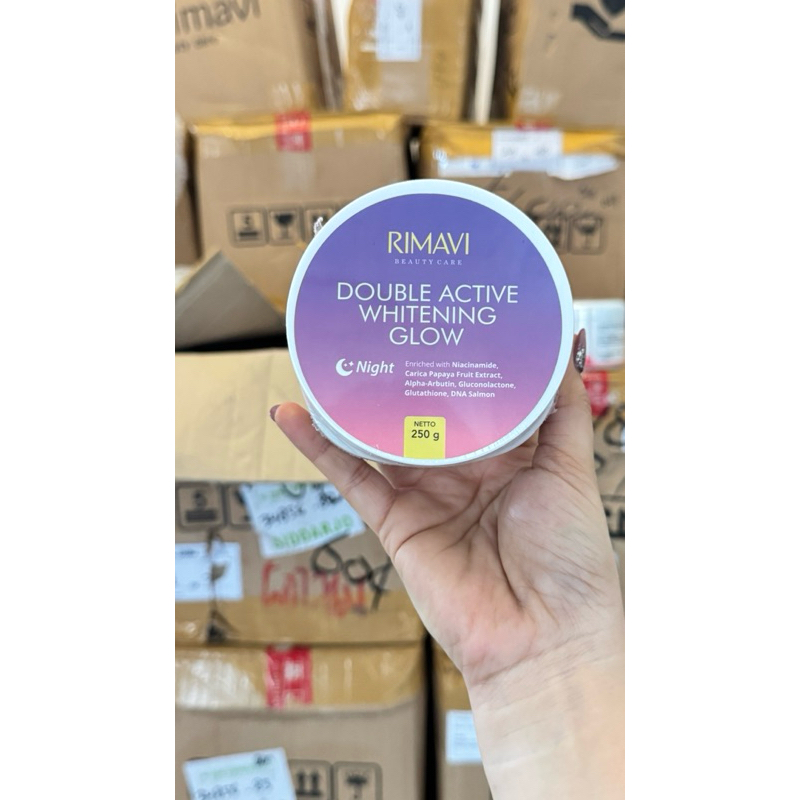 RIMAVI
BEAUTY CARE
DOUBLE ACTIVE
WHITENING
GLOW
Night
Enriched with Niacinamide,
Carica Papaya Fruit Extract,
Alpha-Arbutin, Gluconolactone,
Glutathione, DNA Salmon
NETTO
250 g